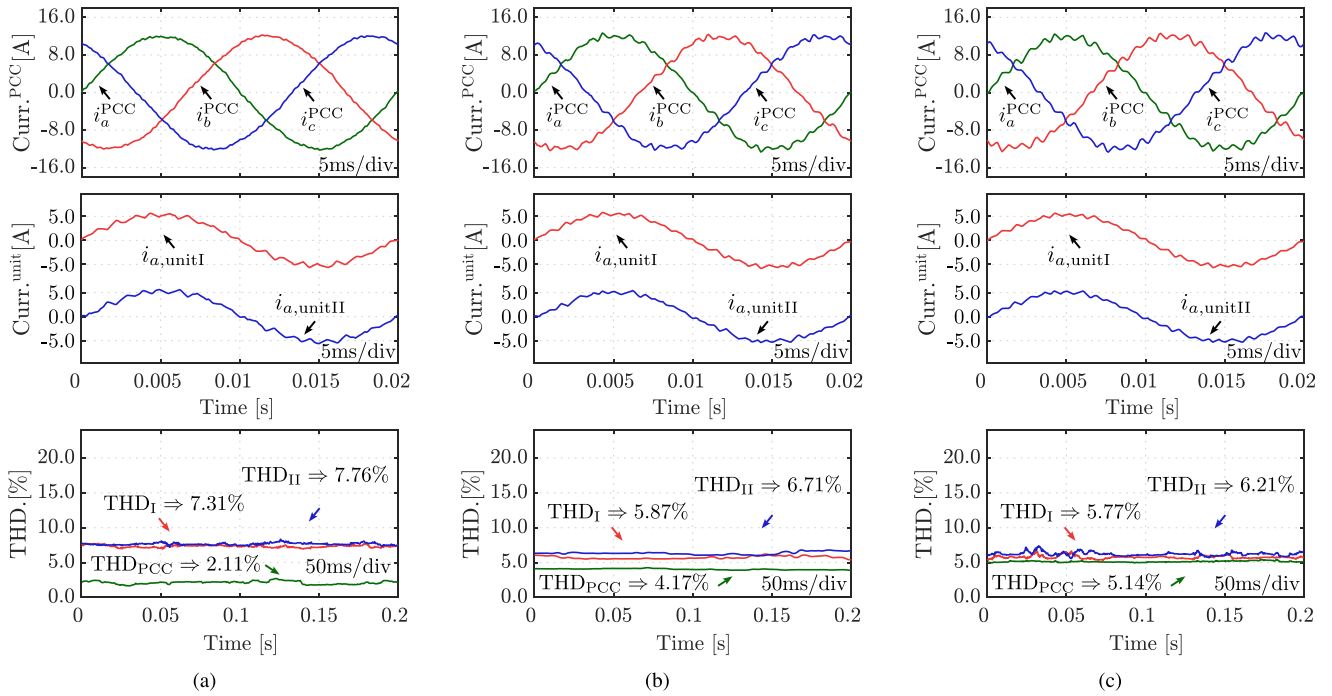 Curr.^PCC [A]
16.0
8.0
0.0
-8.0
-16.0
i_a^PCC
i_b^PCC
i_c^PCC
5ms/div
Curr.^unit [A]
5.0
0.0
-5.0
5.0
0.0
-5.0
i_a,unitI
i_a,unitII
5ms/div
0 0.005 0.01 0.015 0.02
Time [s]
THD.[%]
20.0
15.0
10.0
5.0
0.0
THD_II ⇒ 7.76%
THD_I ⇒ 7.31%
THD_PCC ⇒ 2.11%
50ms/div
0 0.05 0.1 0.15 0.2
Time [s]
(a)
Curr.^PCC [A]
16.0
8.0
0.0
-8.0
-16.0
i_a^PCC
i_b^PCC
i_c^PCC
5ms/div
Curr.^unit [A]
5.0
0.0
-5.0
5.0
0.0
-5.0
i_a,unitI
i_a,unitII
5ms/div
0 0.005 0.01 0.015 0.02
Time [s]
THD.[%]
20.0
15.0
10.0
5.0
0.0
THD_II ⇒ 6.71%
THD_I ⇒ 5.87%
THD_PCC ⇒ 4.17%
50ms/div
0 0.05 0.1 0.15 0.2
Time [s]
(b)
Curr.^PCC [A]
16.0
8.0
0.0
-8.0
-16.0
i_a^PCC
i_b^PCC
i_c^PCC
5ms/div
Curr.^unit [A]
5.0
0.0
-5.0
5.0
0.0
-5.0
i_a,unitI
i_a,unitII
5ms/div
0 0.005 0.01 0.015 0.02
Time [s]
THD.[%]
20.0
15.0
10.0
5.0
0.0
THD_II ⇒ 6.21%
THD_I ⇒ 5.77%
THD_PCC ⇒ 5.14%
50ms/div
0 0.05 0.1 0.15 0.2
Time [s]
(c)